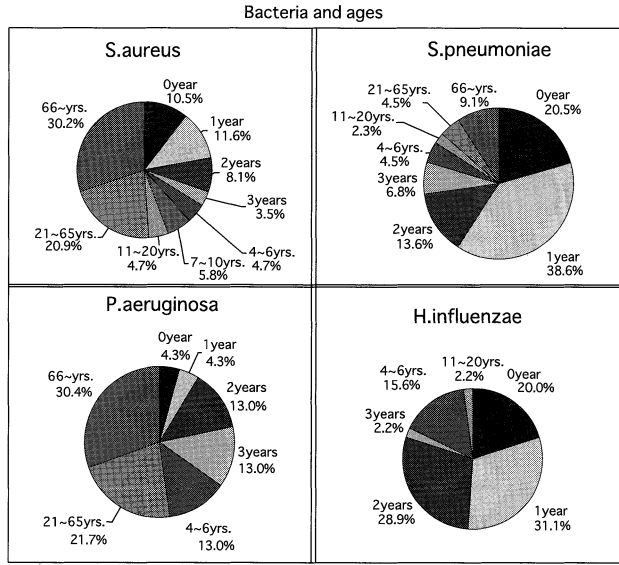 Bacteria and ages
S.aureus
0year
10.5%
1year
11.6%
2years
8.1%
3years
3.5%
4~6yrs.
4.7%
7~10yrs.
5.8%
11~20yrs.
4.7%
21~65yrs.
20.9%
66~yrs.
30.2%
S.pneumoniae
0year
20.5%
1year
38.6%
2years
13.6%
3years
6.8%
4~6yrs.
4.5%
11~20yrs.
2.3%
21~65yrs.
4.5%
66~yrs.
9.1%
P.aeruginosa
0year
4.3%
1year
4.3%
2years
13.0%
3years
13.0%
4~6yrs.
13.0%
21~65yrs.
21.7%
66~yrs.
30.4%
H.influenzae
0year
20.0%
1year
31.1%
2years
28.9%
3years
2.2%
4~6yrs.
15.6%
11~20yrs.
2.2%